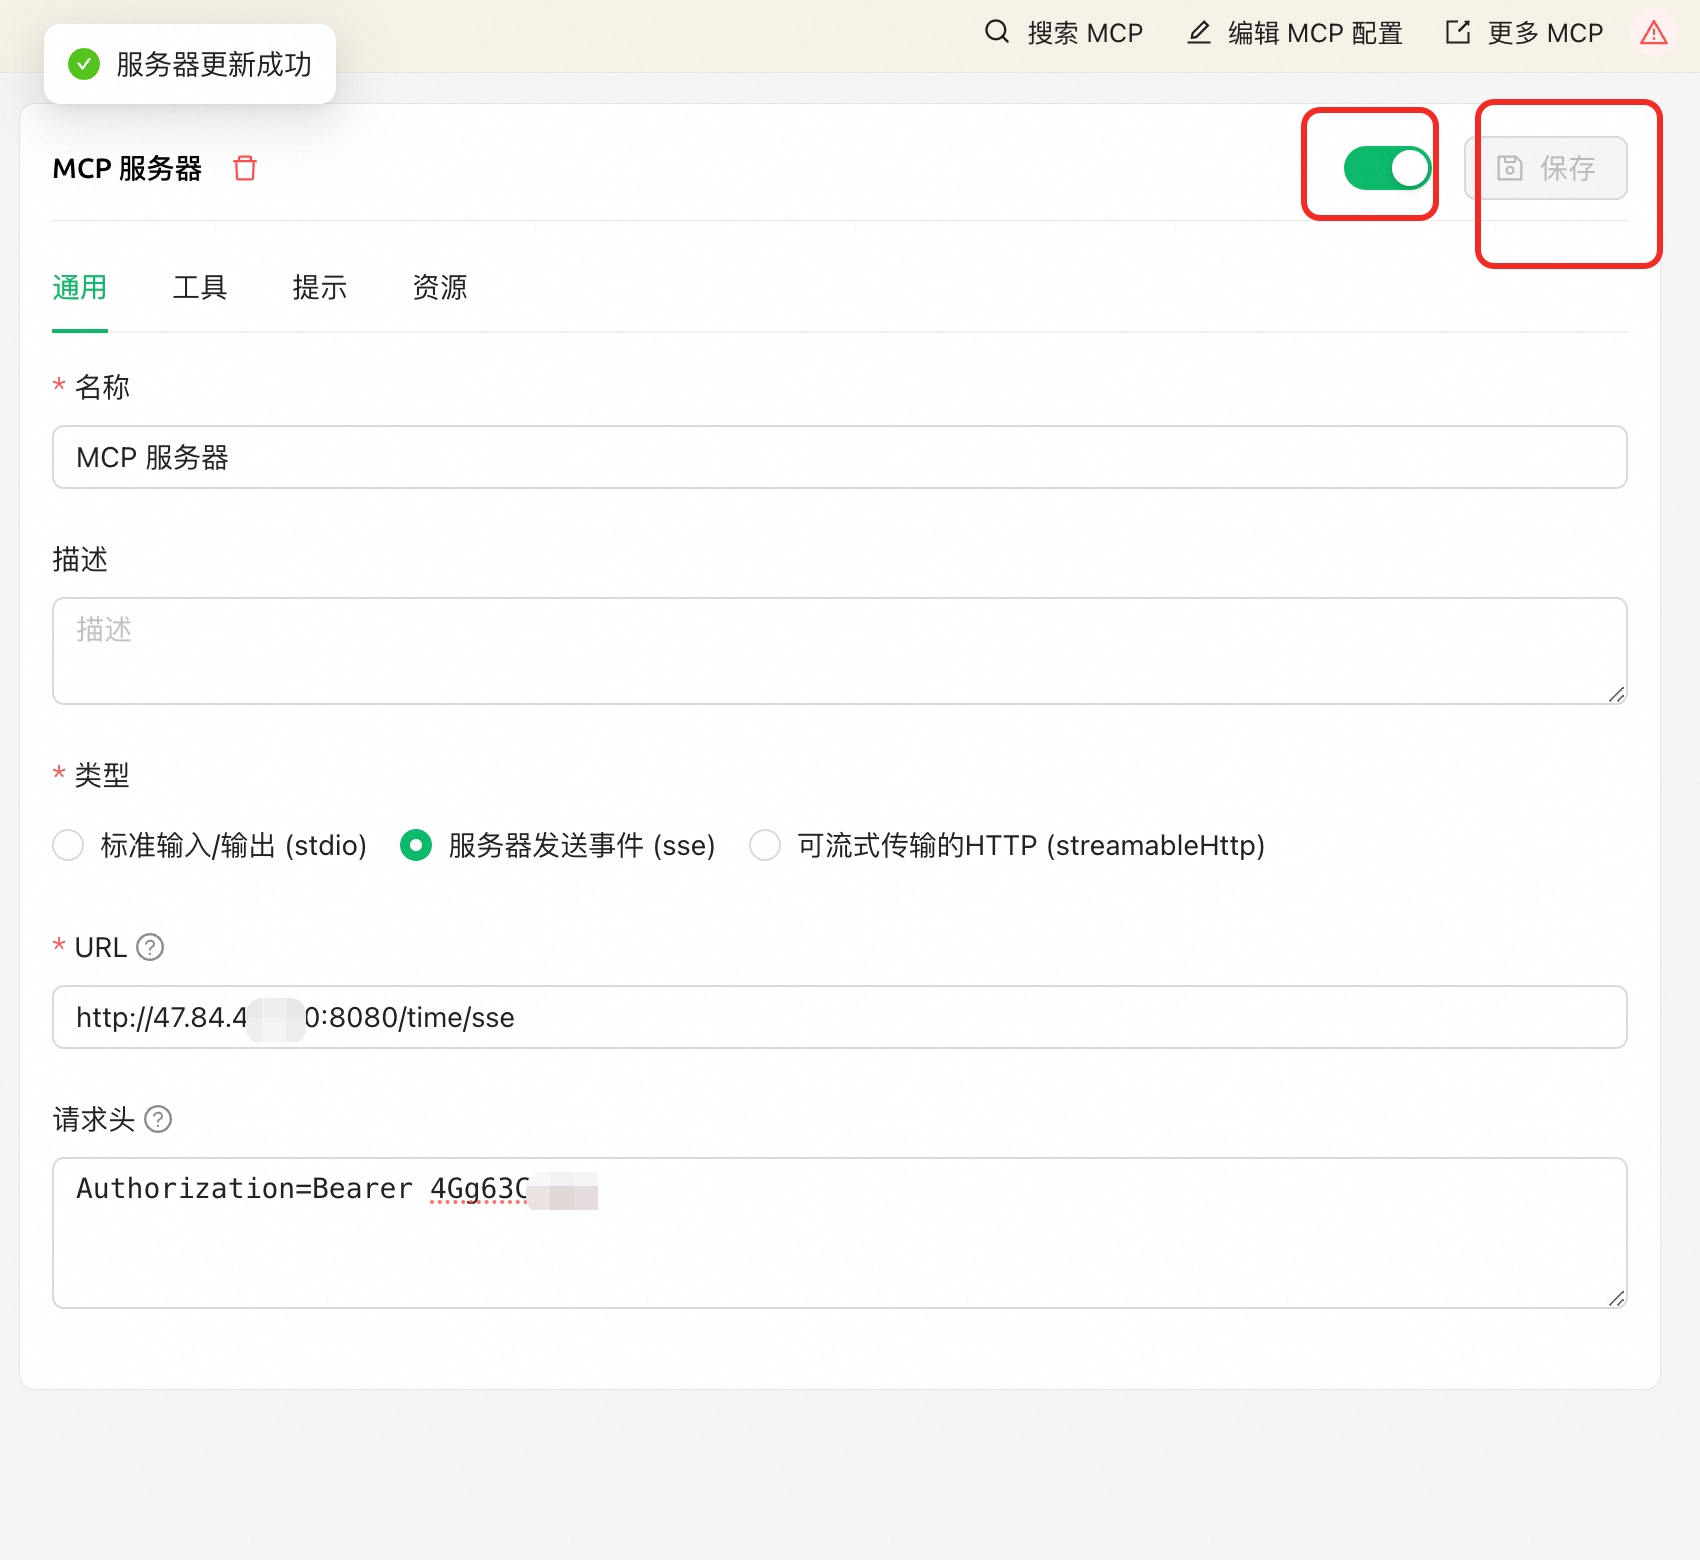 搜索 MCP 编辑 MCP 配置 更多 MCP
服务器更新成功
MCP 服务器 保存
通用 工具 提示 资源
* 名称
MCP 服务器
描述
描述
* 类型
标准输入/输出 (stdio) 服务器发送事件 (sse) 可流式传输的HTTP (streamableHttp)
* URL ?
http://47.84.4 0:8080/time/sse
请求头 ?
Authorization=Bearer 4Gg63C